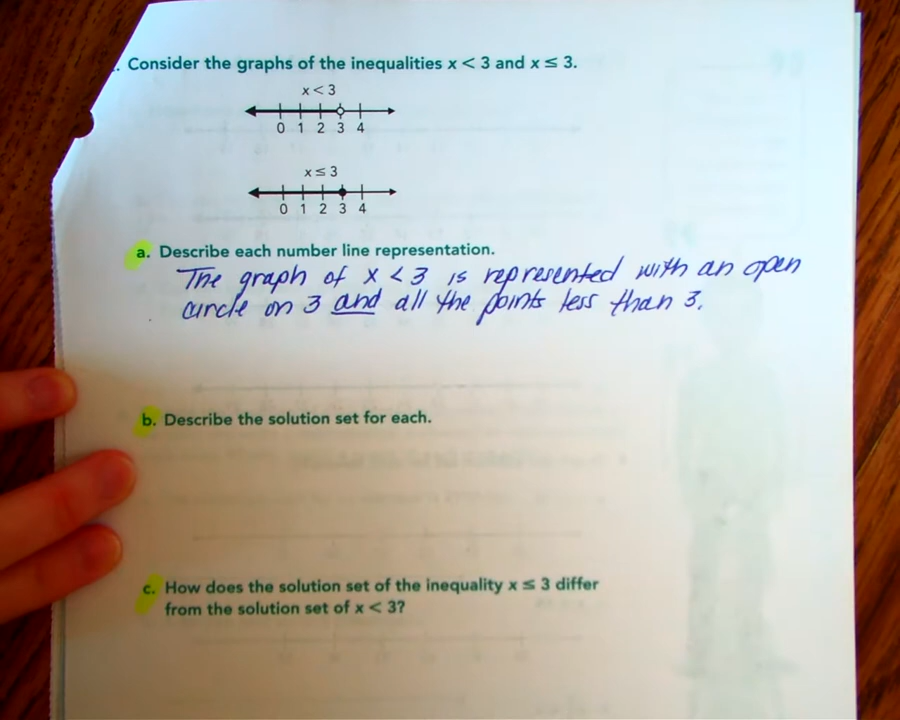 . Consider the graphs of the inequalities x < 3 and x ≤ 3.
x < 3
0 1 2 3 4
x ≤ 3
0 1 2 3 4
a. Describe each number line representation.
The graph of x < 3 is represented with an open
circle on 3 and all the points less than 3.
b. Describe the solution set for each.
c. How does the solution set of the inequality x ≤ 3 differ
from the solution set of x < 3?